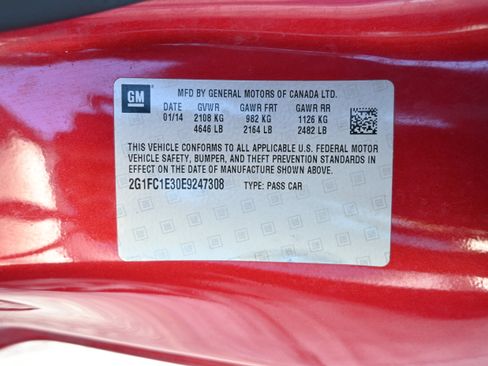 GM
MFD BY GENERAL MOTORS OF CANADA LTD.
DATE GVWR GAWR FRT GAWR RR
01/14 2108 KG 982 KG 1126 KG
4646 LB 2164 LB 2482 LB
THIS VEHICLE CONFORMS TO ALL APPLICABLE U.S. FEDERAL MOTOR
VEHICLE SAFETY, BUMPER, AND THEFT PREVENTION STANDARDS IN
EFFECT ON THE DATE OF MANUFACTURE SHOWN ABOVE.
2G1FC1E30E9247308 TYPE: PASS CAR